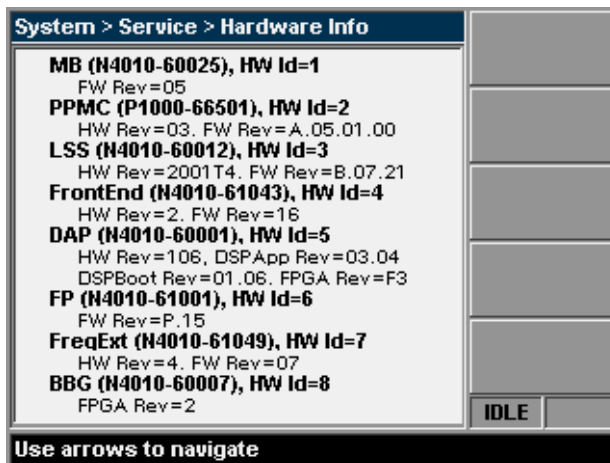 System > Service > Hardware Info
MB (N4010-60025), HW Id=1
FW Rev=05
PPMC (P1000-66501), HW Id=2
HW Rev=03. FW Rev=A.05.01.00
LSS (N4010-60012), HW Id=3
HW Rev=2001T4. FW Rev=B.07.21
FrontEnd (N4010-61043), HW Id=4
HW Rev=2. FW Rev=16
DAP (N4010-60001), HW Id=5
HW Rev=106, DSPApp Rev=03.04
DSPBoot Rev=01.06. FPGA Rev=F3
FP (N4010-61001), HW Id=6
FW Rev=P.15
FreqExt (N4010-61049), HW Id=7
HW Rev=4. FW Rev=07
BBG (N4010-60007), HW Id=8
FPGA Rev=2
IDLE
Use arrows to navigate